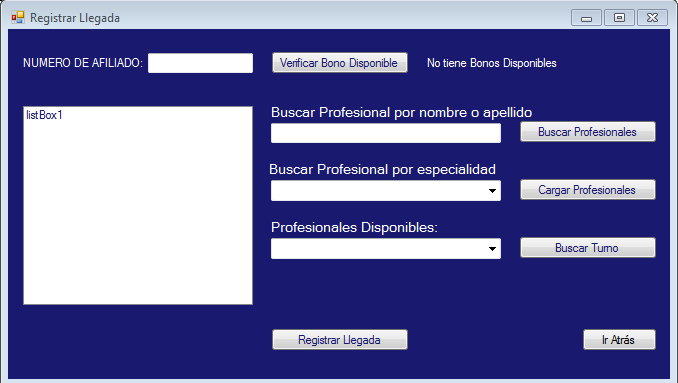 Registrar Llegada
NUMERO DE AFILIADO:
Verificar Bono Disponible
No tiene Bonos Disponibles
listBox1
Buscar Profesional por nombre o apellido
Buscar Profesionales
Buscar Profesional por especialidad
Cargar Profesionales
Profesionales Disponibles:
Buscar Turno
Registrar Llegada
Ir Atrás